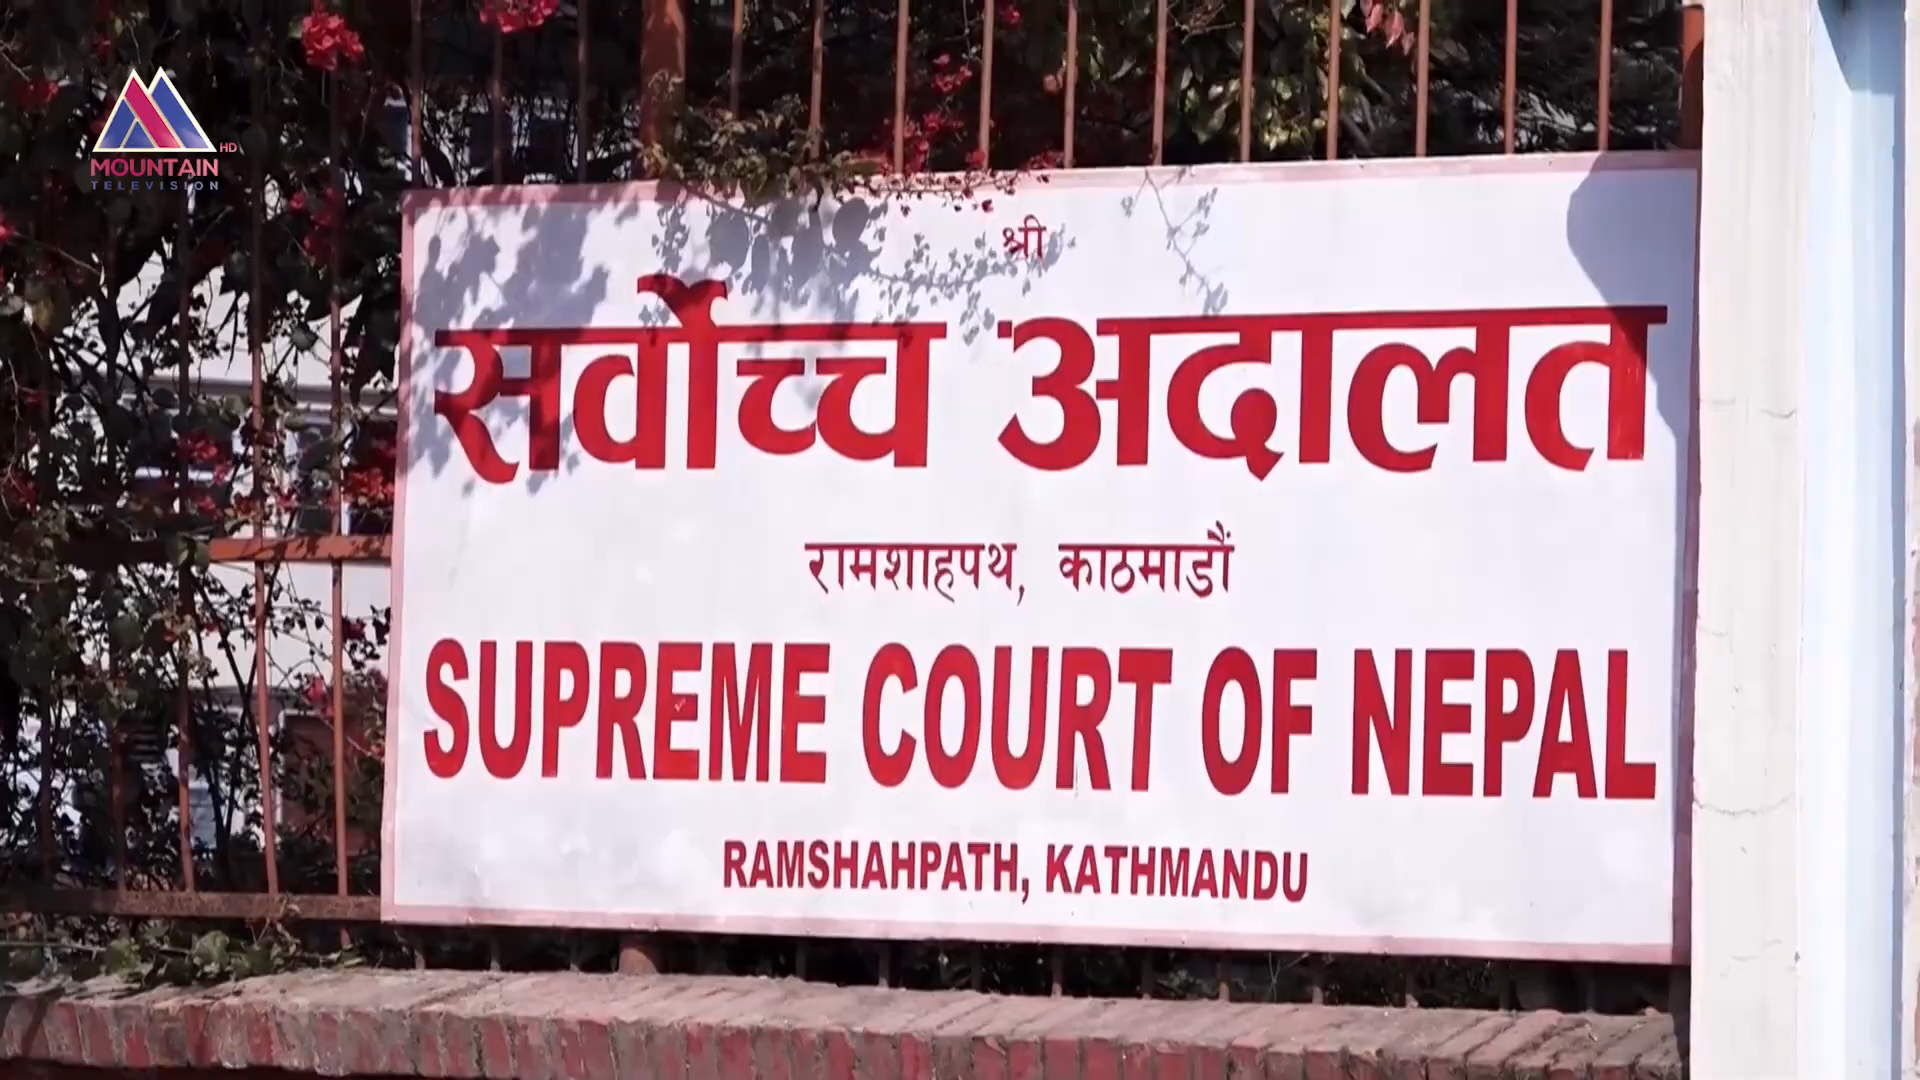 MOUNTAIN HD
TELEVISION
श्री
सर्वोच्च अदालत
रामशाहपथ, काठमाडौं
SUPREME COURT OF NEPAL
RAMSHAHPATH, KATHMANDU